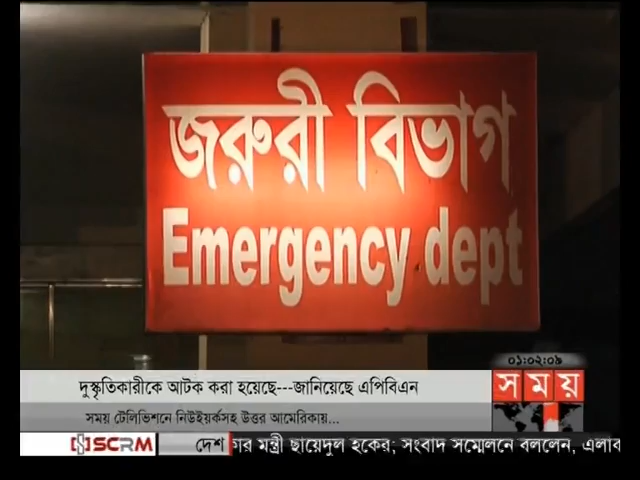 জরুরী বিভাগ
Emergency dept
০১:০২:০৯
দুস্কৃতিকারীকে আটক করা হয়েছে---জানিয়েছে এপিবিএন
সময়
সময় টেলিভিশনে নিউইয়র্কসহ উত্তর আমেরিকায়...
SCRM দেশ কার মন্ত্রী ছায়েদুল হকের; সংবাদ সম্মেলনে বললেন, এলাব